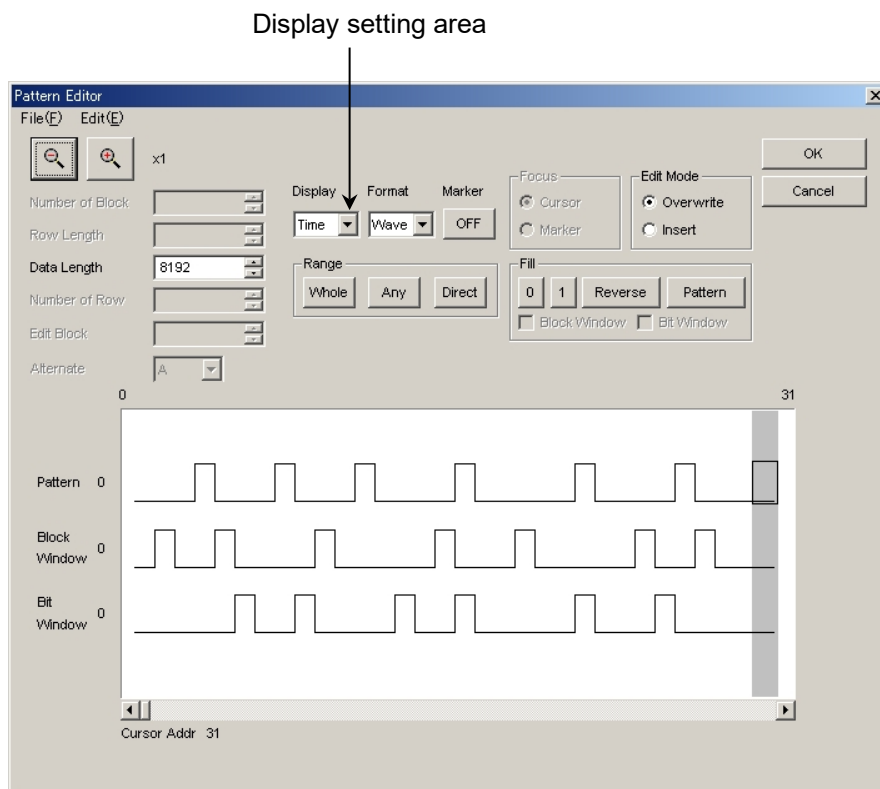 Display setting area
Pattern Editor
File(F) Edit(E)
x1
OK
Cancel
Number of Block
Row Length
Data Length 8192
Number of Row
Edit Block
Alternate A
Display Format Marker
Time Wave OFF
Focus
Cursor
Marker
Edit Mode
Overwrite
Insert
Range
Whole Any Direct
Fill
0 1 Reverse Pattern
Block Window Bit Window
0 31
Pattern 0
Block
Window 0
Bit
Window 0
Cursor Addr 31